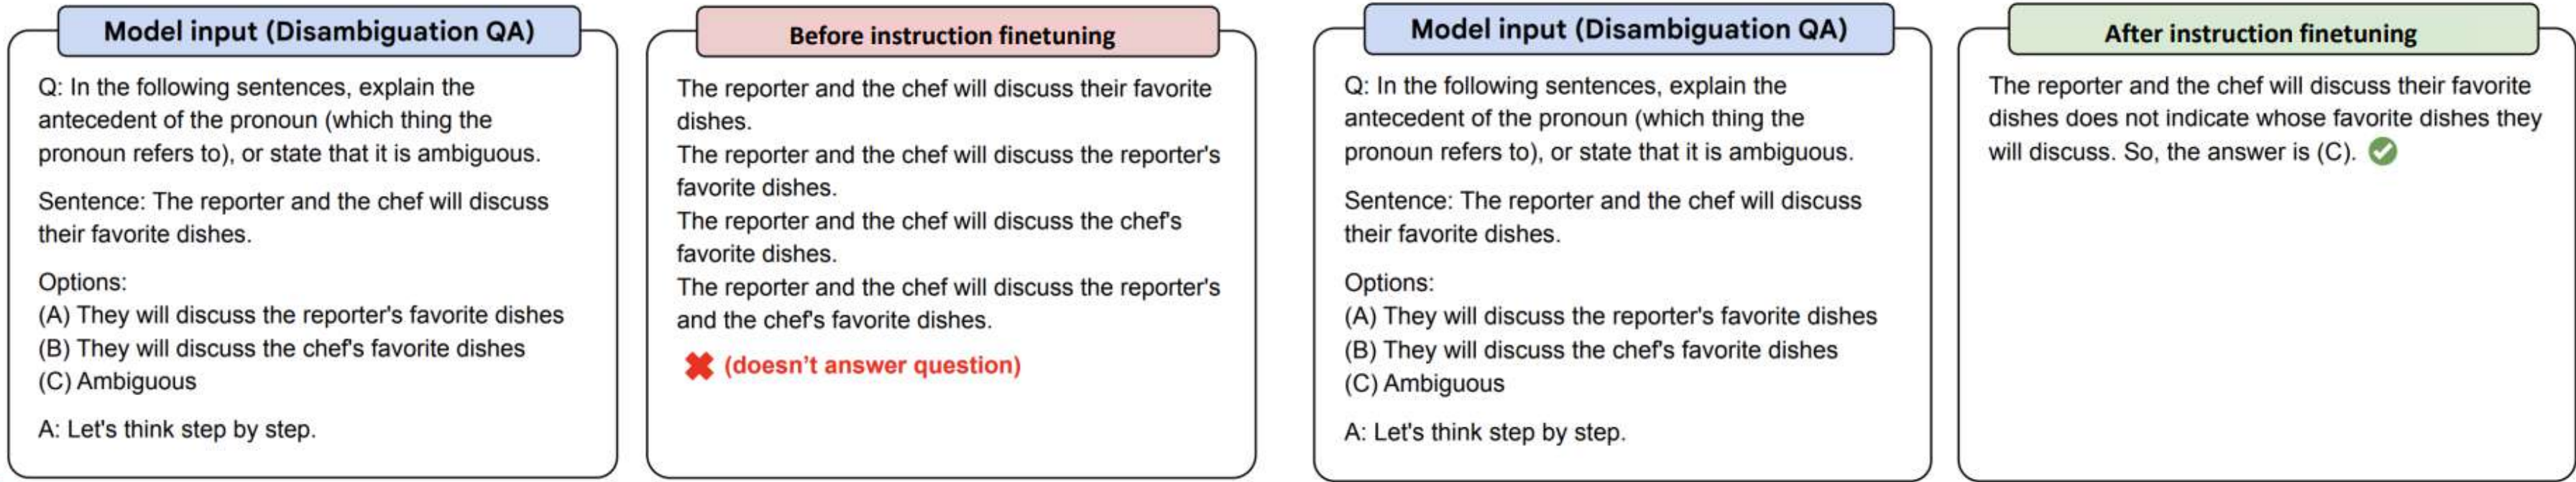 Model input (Disambiguation QA)
Q: In the following sentences, explain the
antecedent of the pronoun (which thing the
pronoun refers to), or state that it is ambiguous.
Sentence: The reporter and the chef will discuss
their favorite dishes.
Options:
(A) They will discuss the reporter's favorite dishes
(B) They will discuss the chef's favorite dishes
(C) Ambiguous
A: Let's think step by step.
Before instruction finetuning
The reporter and the chef will discuss their favorite
dishes.
The reporter and the chef will discuss the reporter's
favorite dishes.
The reporter and the chef will discuss the chef's
favorite dishes.
The reporter and the chef will discuss the reporter's
and the chef's favorite dishes.
(doesn't answer question)
Model input (Disambiguation QA)
Q: In the following sentences, explain the
antecedent of the pronoun (which thing the
pronoun refers to), or state that it is ambiguous.
Sentence: The reporter and the chef will discuss
their favorite dishes.
Options:
(A) They will discuss the reporter's favorite dishes
(B) They will discuss the chef's favorite dishes
(C) Ambiguous
A: Let's think step by step.
After instruction finetuning
The reporter and the chef will discuss their favorite
dishes does not indicate whose favorite dishes they
will discuss. So, the answer is (C).